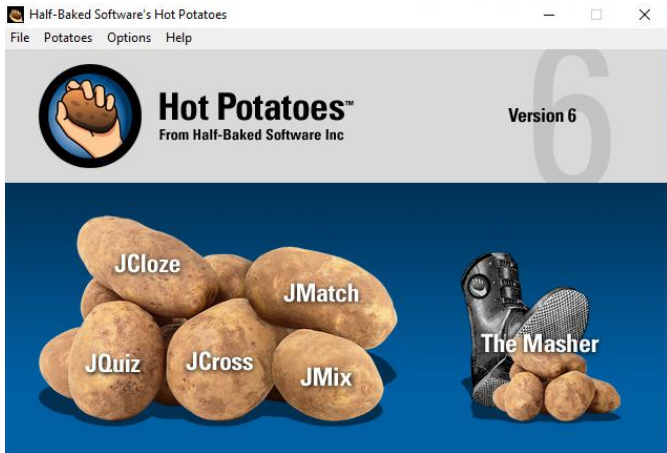 Half-Baked Software's Hot Potatoes
File Potatoes Options Help
Hot Potatoes™
From Half-Baked Software Inc
Version 6
6
JCloze
JMatch
JQuiz
JCross
JMix
The Masher